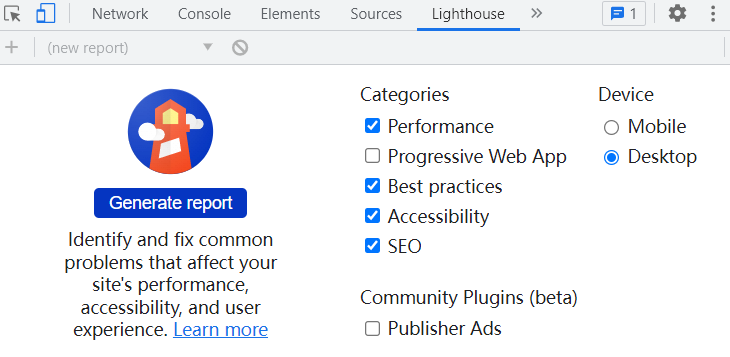 Network Console Elements Sources Lighthouse 1
(new report)
Generate report
Identify and fix common
problems that affect your
site's performance,
accessibility, and user
experience. Learn more
Categories
Performance
Progressive Web App
Best practices
Accessibility
SEO
Community Plugins (beta)
Publisher Ads
Device
Mobile
Desktop